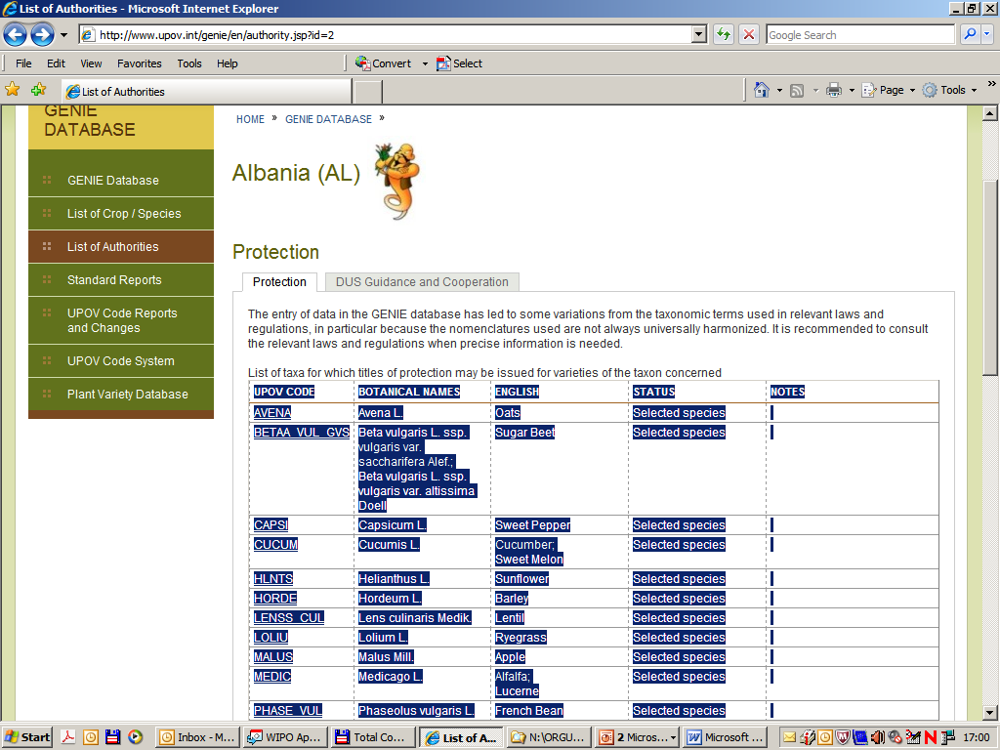 List of Authorities - Microsoft Internet Explorer
http://www.upov.int/genie/en/authority.jsp?id=2
Google Search
File Edit View Favorites Tools Help
Convert Select
List of Authorities
Page Tools »
GENIE
DATABASE
GENIE Database
List of Crop / Species
List of Authorities
Standard Reports
UPOV Code Reports
and Changes
UPOV Code System
Plant Variety Database
HOME » GENIE DATABASE »
Albania (AL)
Protection
Protection DUS Guidance and Cooperation
The entry of data in the GENIE database has led to some variations from the taxonomic terms used in relevant laws and
regulations, in particular because the nomenclatures used are not always universally harmonized. It is recommended to consult
the relevant laws and regulations when precise information is needed.
List of taxa for which titles of protection may be issued for varieties of the taxon concerned
UPOV CODE BOTANICAL NAMES ENGLISH STATUS NOTES
AVENA Avena L. Oats Selected species
BETAA_VUL_GVS Beta vulgaris L. ssp. Sugar Beet Selected species
vulgaris var.
saccharifera Alef.;
Beta vulgaris L. ssp.
vulgaris var. altissima
Doell
CAPSI Capsicum L. Sweet Pepper Selected species
CUCUM Cucumis L. Cucumber; Selected species
Sweet Melon
HLNTS Helianthus L. Sunflower Selected species
HORDE Hordeum L. Barley Selected species
LENSS_CUL Lens culinaris Medik. Lentil Selected species
LOLIU Lolium L. Ryegrass Selected species
MALUS Malus Mill. Apple Selected species
MEDIC Medicago L. Alfalfa; Selected species
Lucerne
PHASE_VUL Phaseolus vulgaris L. French Bean Selected species
Start Inbox - M... WIPO Ap... Total Co... List of A... N:\ORGU... 2 Micros... Microsoft ... 17:00